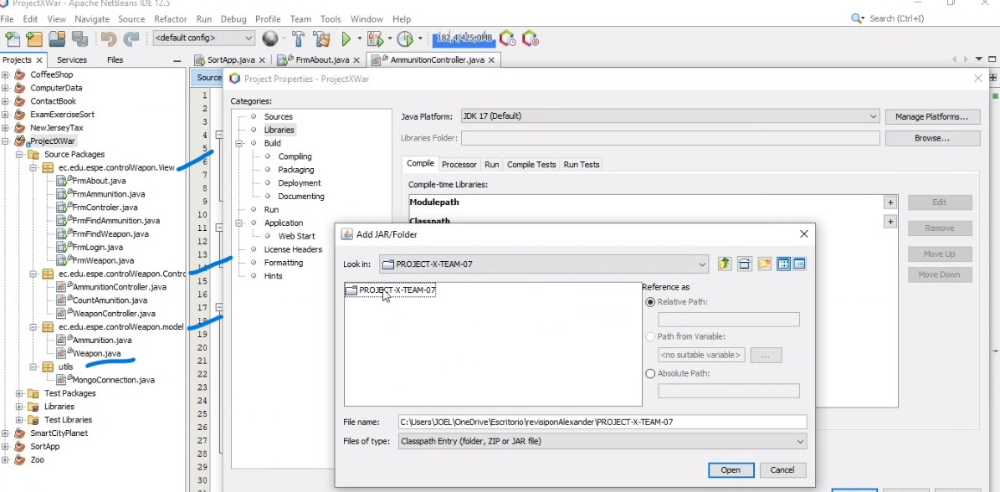 ProjectXWar - Apache NetBeans IDE 12.5
File Edit View Navigate Source Refactor Run Debug Profile Team Tools Window Help
Search (Ctrl+I)
<default config>
182,4/425,0MB
Projects Services Files
SortApp.java FrmAbout.java AmmunitionController.java
CoffeeShop
ComputerData
ContactBook
ExamExerciseSort
NewJerseyTax
ProjectXWar
Source Packages
ec.edu.espe.controlWapon.View
FrmAbout.java
FrmAmmunition.java
FrmControler.java
FrmFindAmmunition.java
FrmFindWeapon.java
FrmLogin.java
FrmWeapon.java
ec.edu.espe.controlWeapon.Contro
AmmunitionController.java
CountAmunition.java
WeaponController.java
ec.edu.espe.controlWeapon.model
Ammunition.java
Weapon.java
utils
MongoConnection.java
Test Packages
Libraries
Test Libraries
SmartCityPlanet
SortApp
Zoo
Source
1
2
3
4
5
6
7
8
9
10
11
12
13
14
15
16
17
18
19
20
21
22
23
24
25
26
27
28
29
30
Project Properties - ProjectXWar
Categories:
Sources
Libraries
Build
Compiling
Packaging
Deployment
Documenting
Run
Application
Web Start
License Headers
Formatting
Hints
Java Platform: JDK 17 (Default) Manage Platforms...
Libraries Folder: Browse...
Compile Processor Run Compile Tests Run Tests
Compile-time Libraries:
Modulepath
Classpath
Edit
Remove
Move Up
Move Down
Add JAR/Folder
Look in: PROJECT-X-TEAM-07
PROJECT-X-TEAM-07
Reference as
Relative Path:
Path from Variable:
<no suitable variable> ...
Absolute Path:
File name: C:\Users\JOEL\OneDrive\Escritorio\revisiponAlexander\PROJECT-X-TEAM-07
Files of type: Classpath Entry (folder, ZIP or JAR file)
Open Cancel